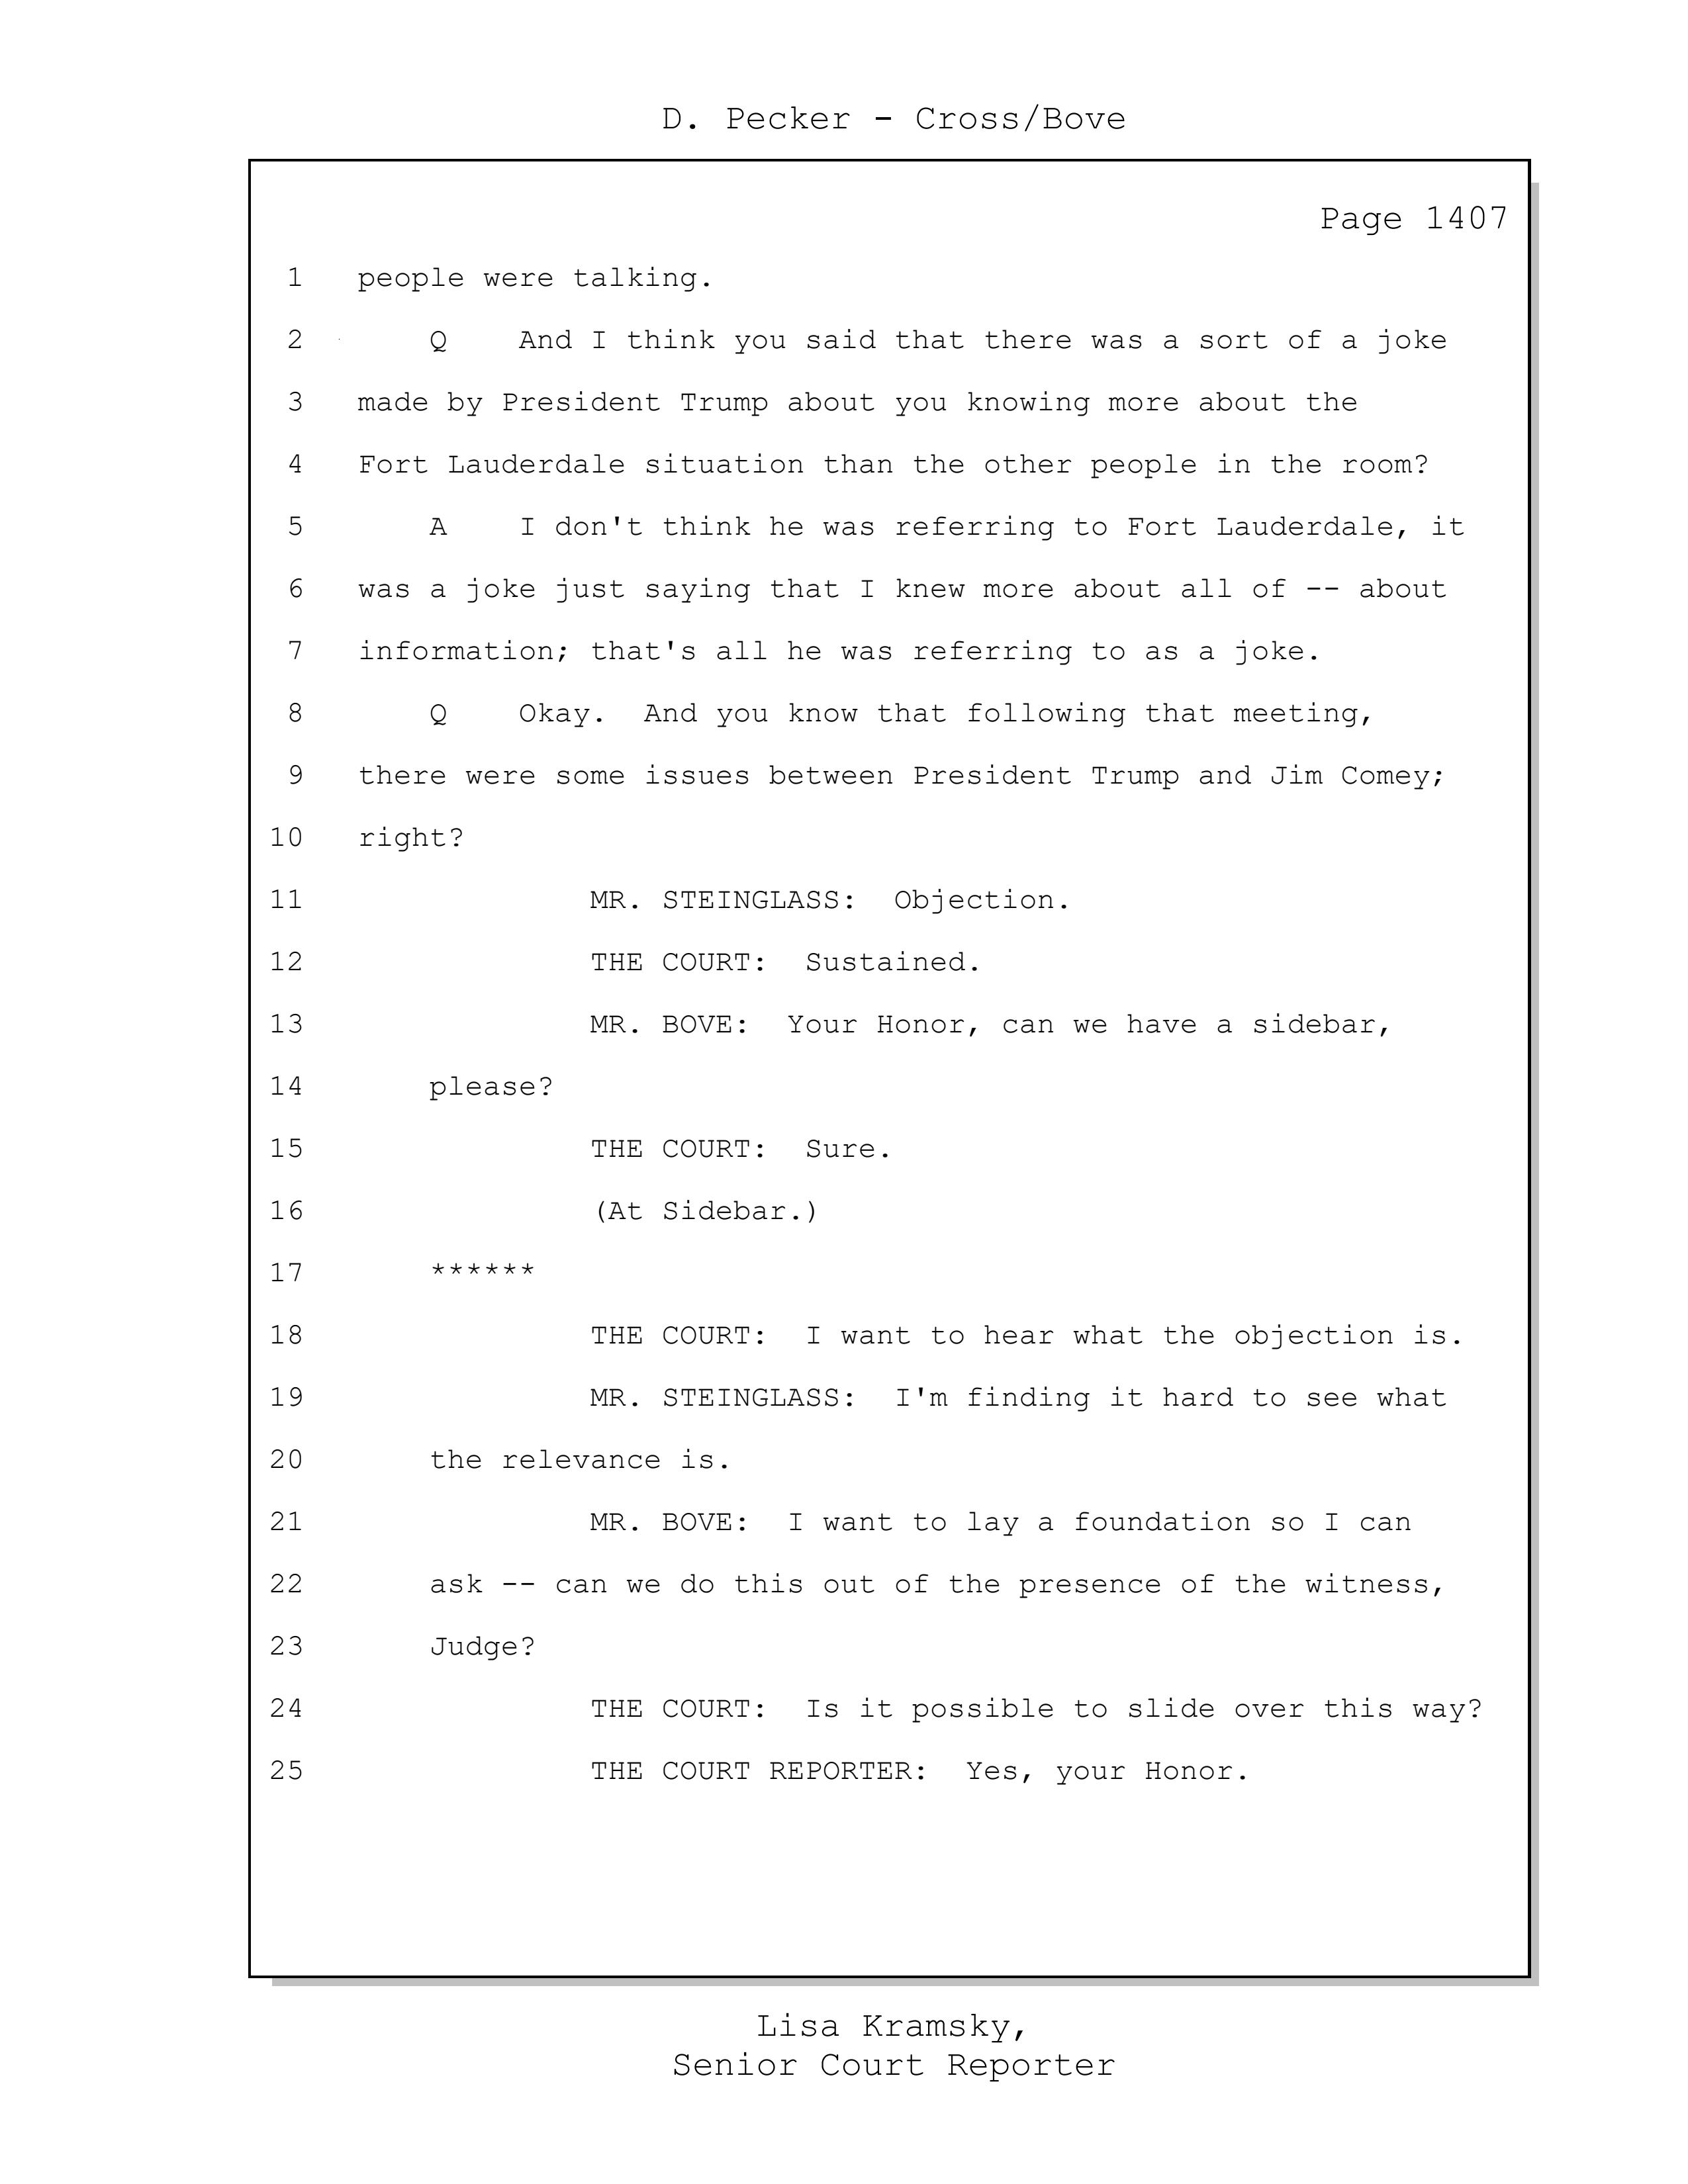 D. Pecker - Cross/Bove
Page 1407
1 people were talking.
2 Q And I think you said that there was a sort of a joke
3 made by President Trump about you knowing more about the
4 Fort Lauderdale situation than the other people in the room?
5 A I don't think he was referring to Fort Lauderdale, it
6 was a joke just saying that I knew more about all of -- about
7 information; that's all he was referring to as a joke.
8 Q Okay. And you know that following that meeting,
9 there were some issues between President Trump and Jim Comey;
10 right?
11 MR. STEINGLASS: Objection.
12 THE COURT: Sustained.
13 MR. BOVE: Your Honor, can we have a sidebar,
14 please?
15 THE COURT: Sure.
16 (At Sidebar.)
17 ******
18 THE COURT: I want to hear what the objection is.
19 MR. STEINGLASS: I'm finding it hard to see what
20 the relevance is.
21 MR. BOVE: I want to lay a foundation so I can
22 ask -- can we do this out of the presence of the witness,
23 Judge?
24 THE COURT: Is it possible to slide over this way?
25 THE COURT REPORTER: Yes, your Honor.
Lisa Kramsky,
Senior Court Reporter